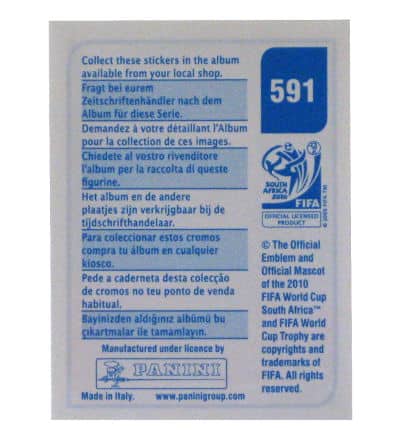 Collect these stickers in the album
available from your local shop.
Fragt bei eurem
Zeitschriftenhändler nach dem
Album für diese Serie.
Demandez à votre détaillant l'Album
pour la collection de ces images.
Chiedete al vostro rivenditore
l'album per la raccolta di queste
figurine.
Het album en de andere
plaatjes zijn verkrijgbaar bij de
tijdschrifthandelaar.
Para coleccionar estos cromos
compra tu álbum en cualquier
kiosco.
Pede a caderneta desta colecção
de cromos no teu ponto de venda
habitual.
Bayinizden aldığınız albümü bu
çıkartmalar ile tamamlayın.
Manufactured under licence by
PANINI
Made in Italy. www.paninigroup.com
591
SOUTH
AFRICA
2010
FIFA
OFFICIAL LICENSED
PRODUCT
© The Official
Emblem and
Official Mascot
of the 2010
FIFA World Cup
South Africa™
and FIFA World
Cup Trophy are
copyrights and
trademarks of
FIFA. All rights
reserved.